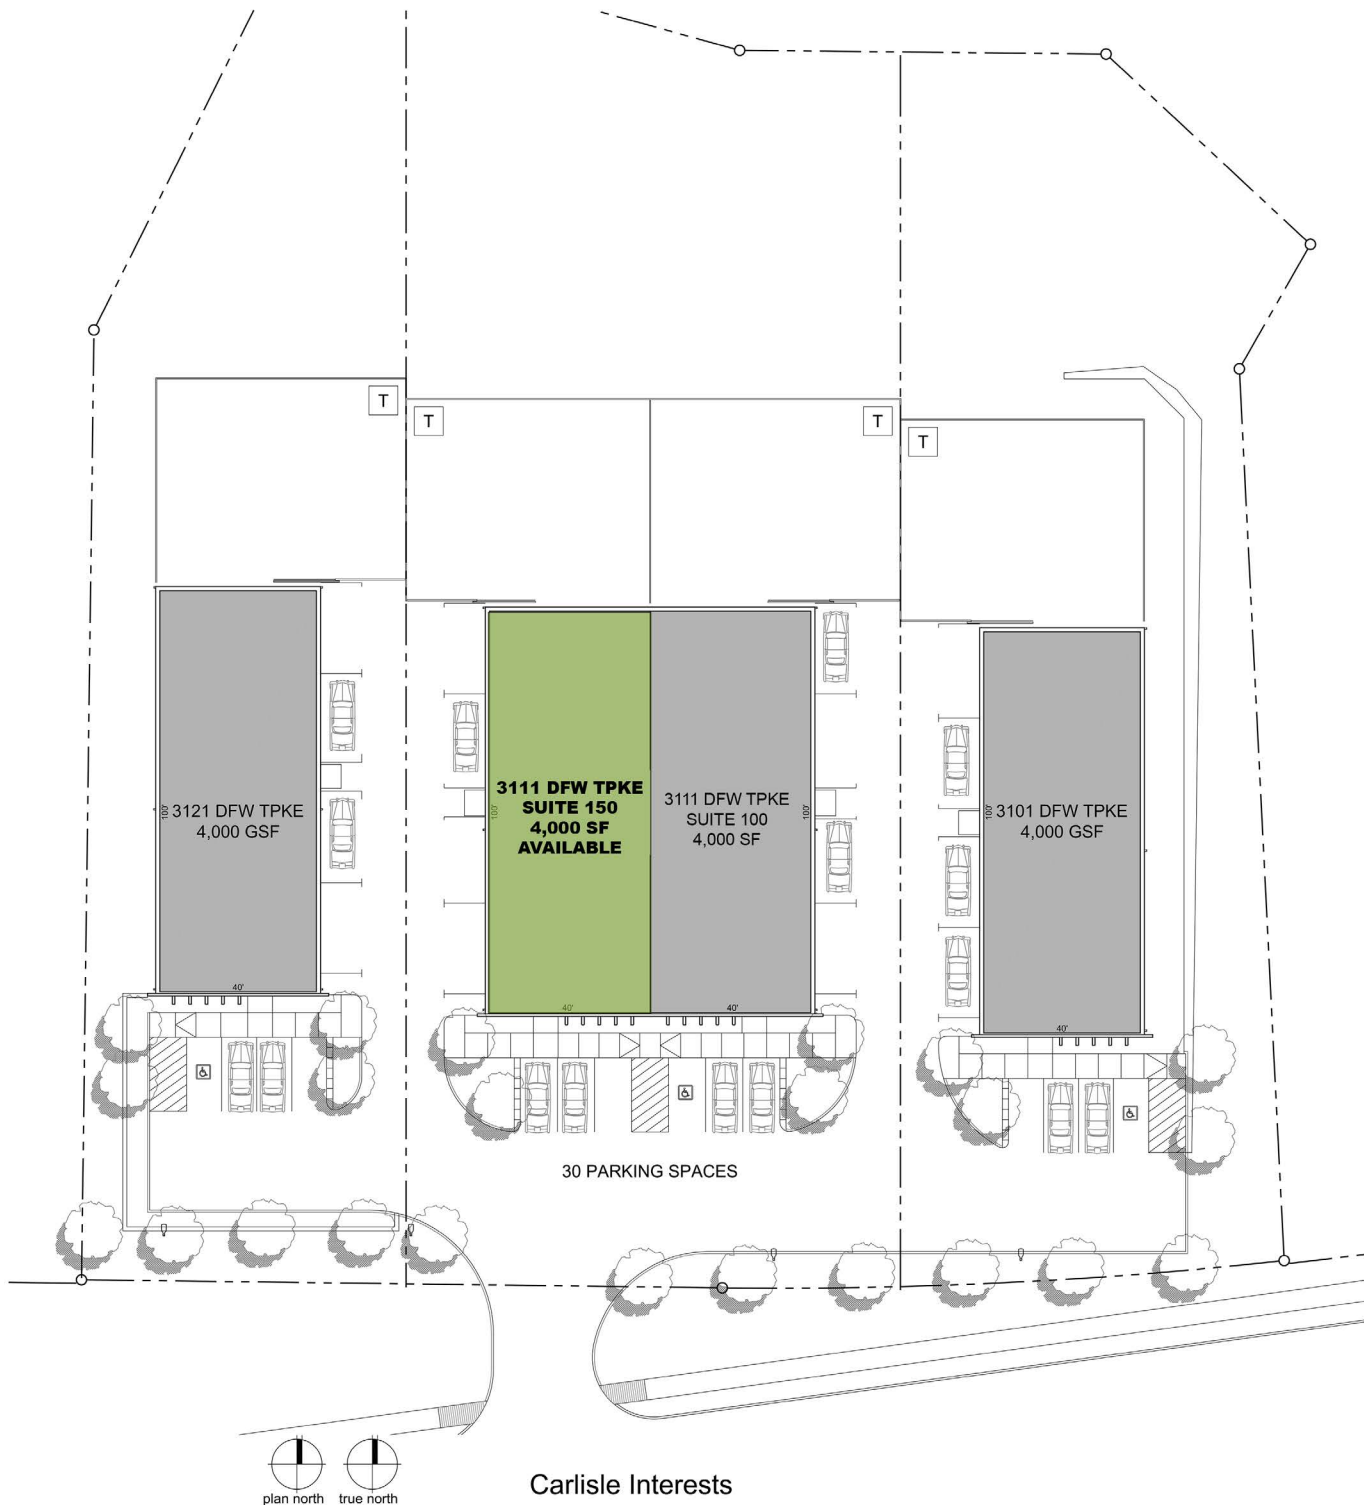 T
T
T
T
3121 DFW TPKE
4,000 GSF
100'
40'
3111 DFW TPKE
SUITE 150
4,000 SF
AVAILABLE
100'
40'
3111 DFW TPKE
SUITE 100
4,000 SF
100'
40'
3101 DFW TPKE
4,000 GSF
100'
40'
30 PARKING SPACES
plan north
true north
Carlisle Interests